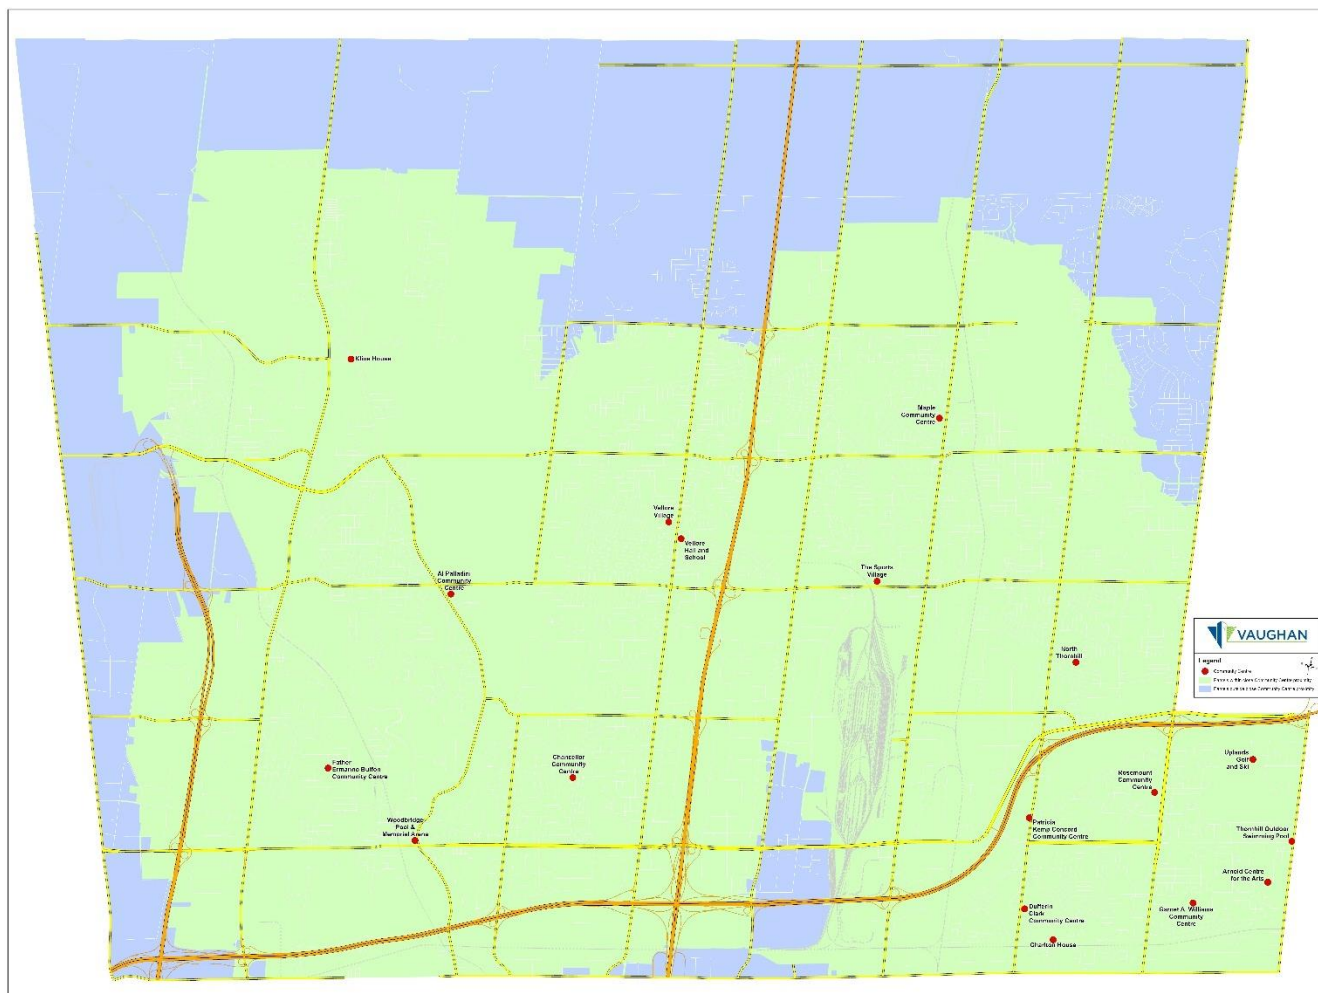 Kline House
Maple
Community
Centre
Vellore
Village
Vellore
Hall and
School
The Sports
Village
Al Palladini
Community
Centre
North
Thornhill
VAUGHAN
Legend
Community Centre
Father
Ermanno Bulfon
Community Centre
Chancellor
Community
Centre
Uplands
Golf
and Ski
Rosemount
Community
Centre
Woodbridge
Pool &
Memorial Arena
Patricia
Kemp Concord
Community Centre
Thornhill Outdoor
Swimming Pool
Arnold Centre
for the Arts
Dufferin
Clark
Community Centre
Garnet A. Williams
Community
Centre
Charlton House